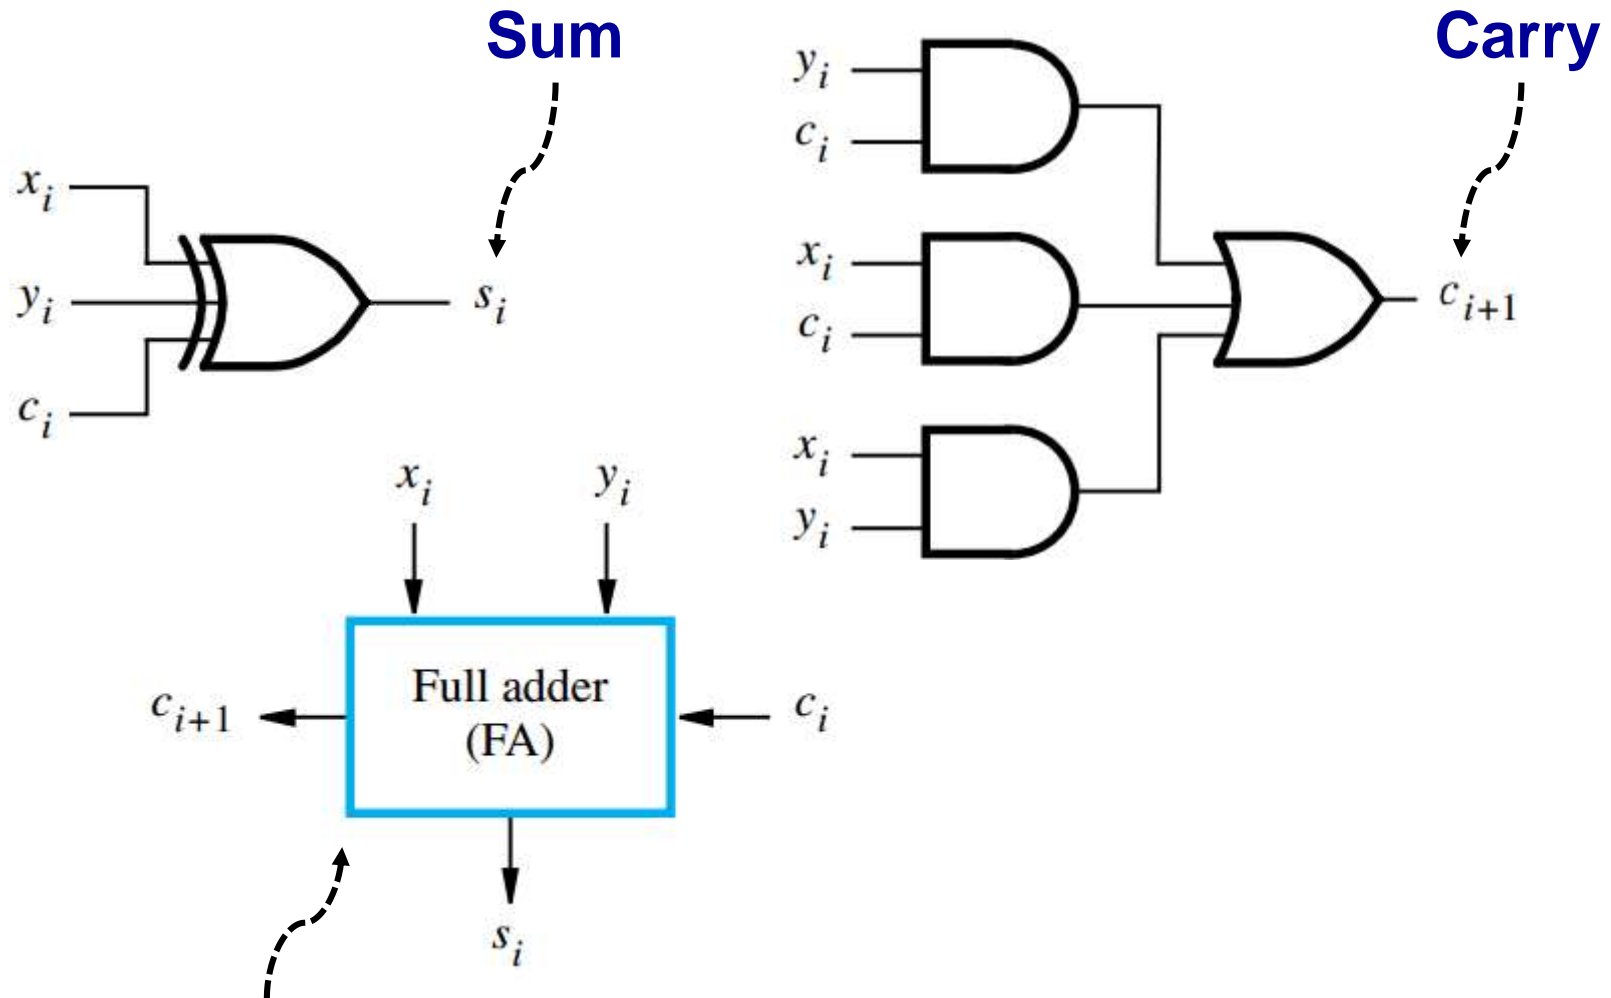 Sum
Carry
x_i
y_i
c_i
s_i
y_i
c_i
x_i
c_i
x_i
y_i
c_{i+1}
x_i
y_i
Full adder
(FA)
c_{i+1}
c_i
s_i